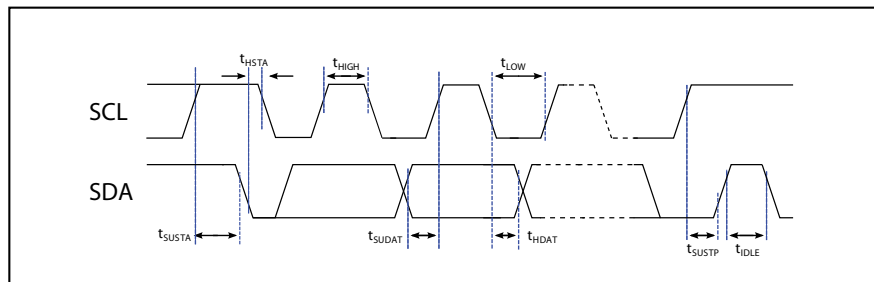 tHSTA
tHIGH
tLOW
SCL
SDA
tSUSTA
tSUDAT
tHDAT
tSUSTP
tIDLE